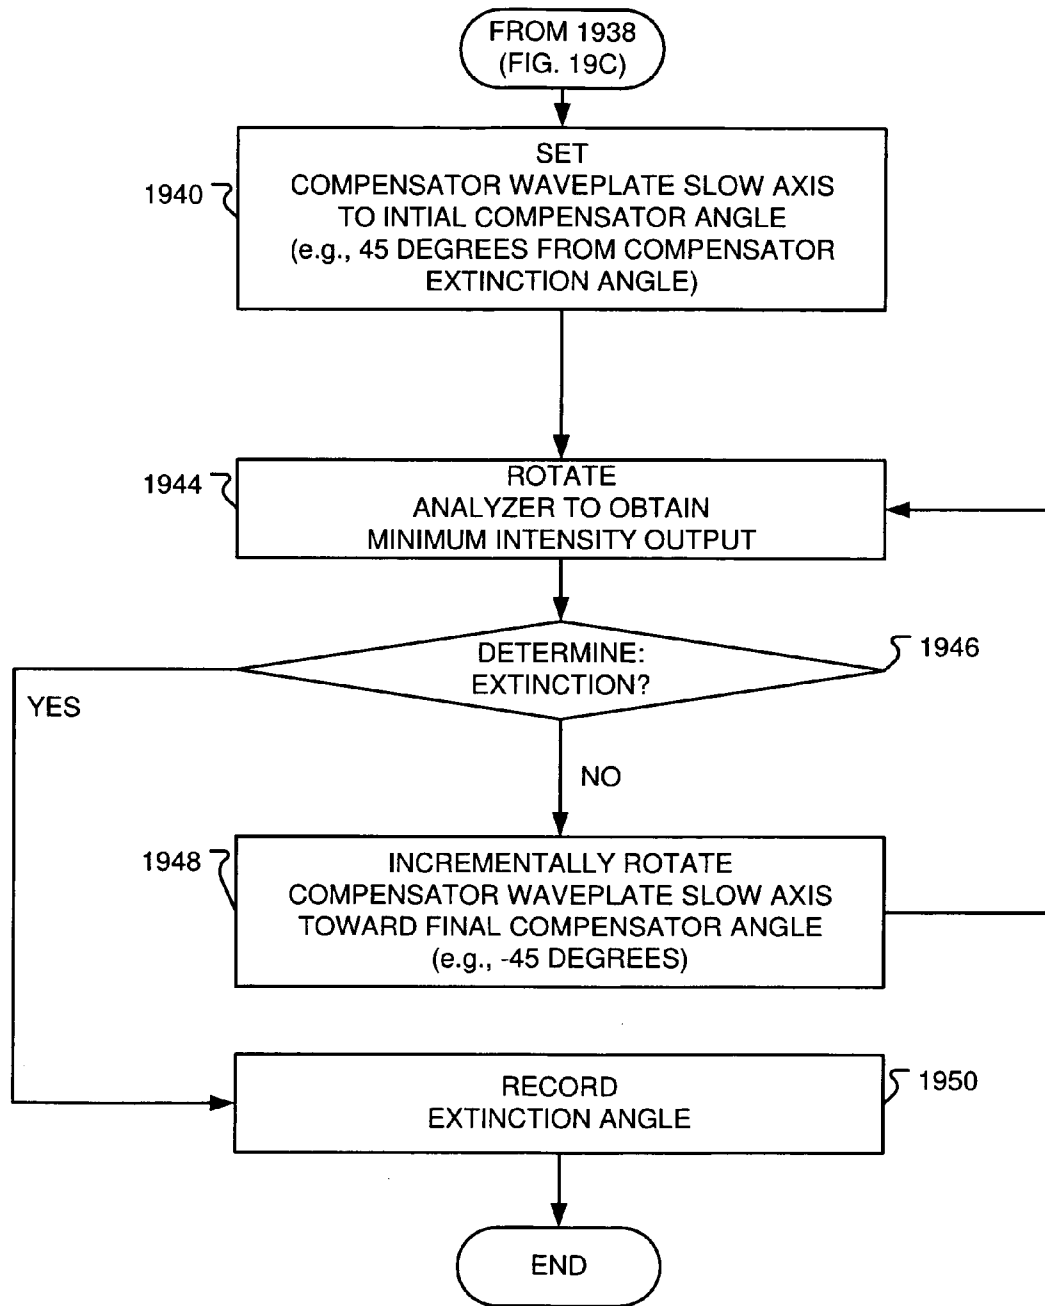 FROM 1938
(FIG. 19C)
1940
SET
COMPENSATOR WAVEPLATE SLOW AXIS
TO INTIAL COMPENSATOR ANGLE
(e.g., 45 DEGREES FROM COMPENSATOR
EXTINCTION ANGLE)
1944
ROTATE
ANALYZER TO OBTAIN
MINIMUM INTENSITY OUTPUT
DETERMINE:
EXTINCTION?
1946
YES
NO
1948
INCREMENTALLY ROTATE
COMPENSATOR WAVEPLATE SLOW AXIS
TOWARD FINAL COMPENSATOR ANGLE
(e.g., -45 DEGREES)
RECORD
EXTINCTION ANGLE
1950
END